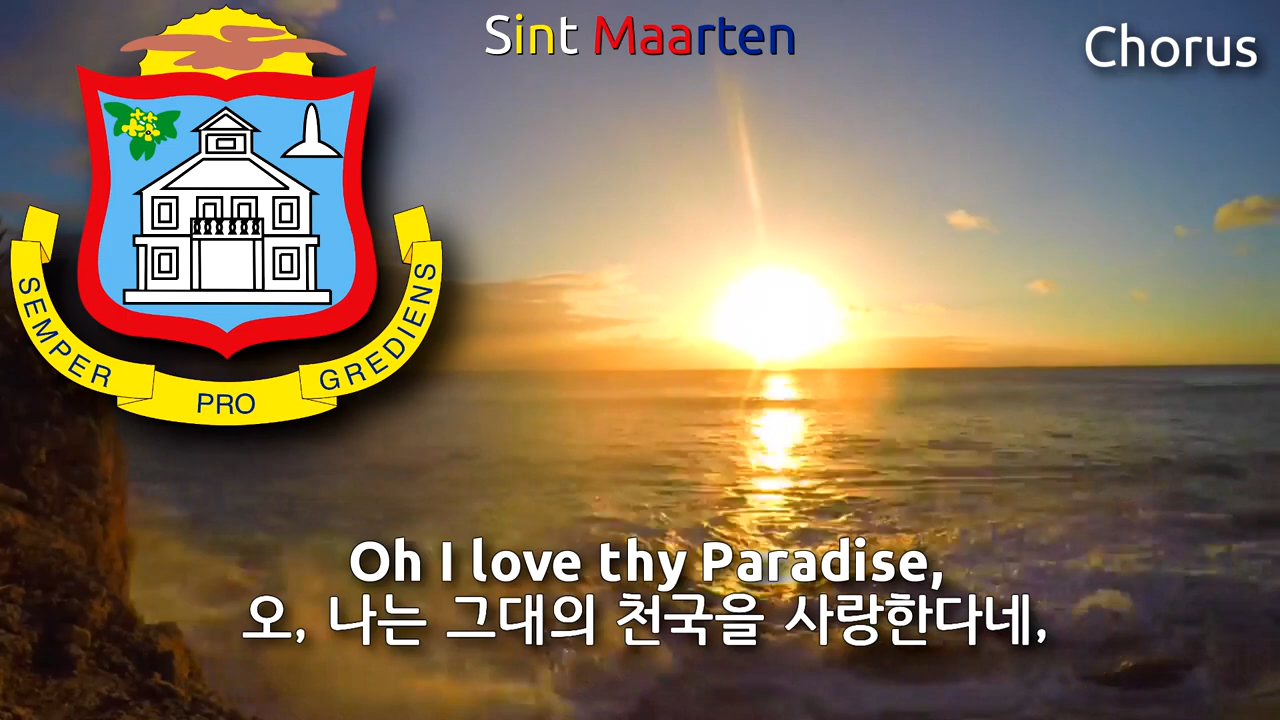 Sint Maarten
Chorus
SEMPER PRO GREDIENS
Oh I love thy Paradise,
오, 나는 그대의 천국을 사랑한다네,